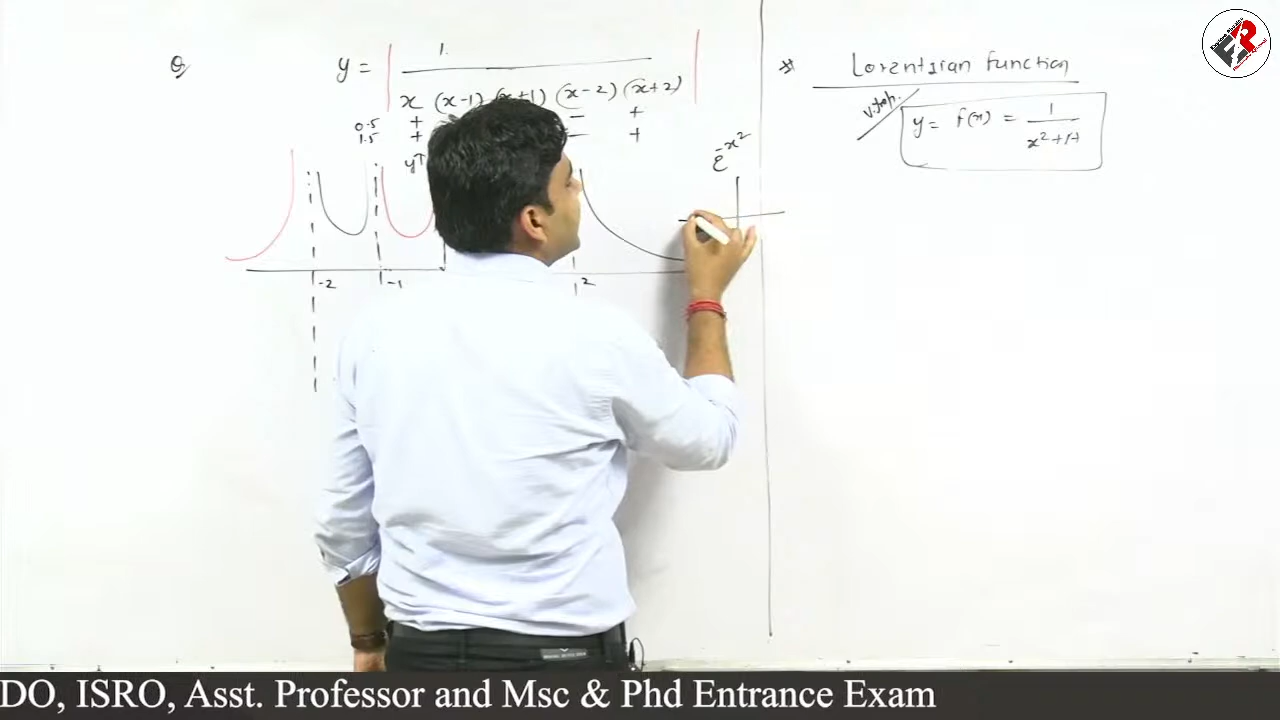 Q
y = 1.
x (x-1) (x+1) (x-2) (x+2)
0.5 + = +
1.5 + = +
y↑
-2 -1 2
e^-x²
* Lorentzian function
V.Imp.
y = f(x) = 1 / x²+1
DO, ISRO, Asst. Professor and Msc & Phd Entrance Exam